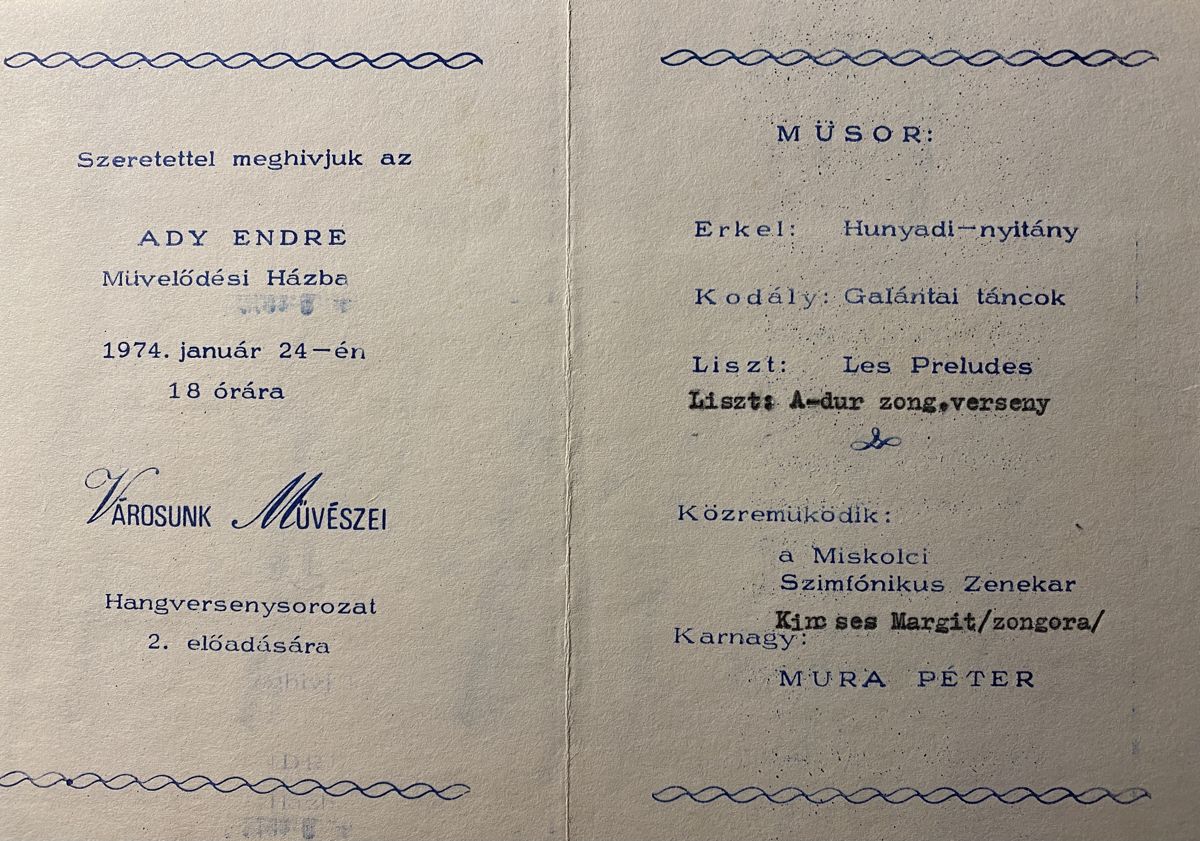 Szeretettel meghivjuk az
ADY ENDRE
Müvelődési Házba
1974. január 24-én
18 órára
VÁROSUNK MÜVÉSZEI
Hangversenysorozat
2. előadására
MÜSOR:
Erkel: Hunyadi-nyitány
Kodály: Galántai táncok
Liszt: Les Preludes
Liszt: A-dur zong.verseny
Közremüködik:
a Miskolci
Szimfónikus Zenekar
Margit/zongora/
Karnagy:
MURA PÉTER